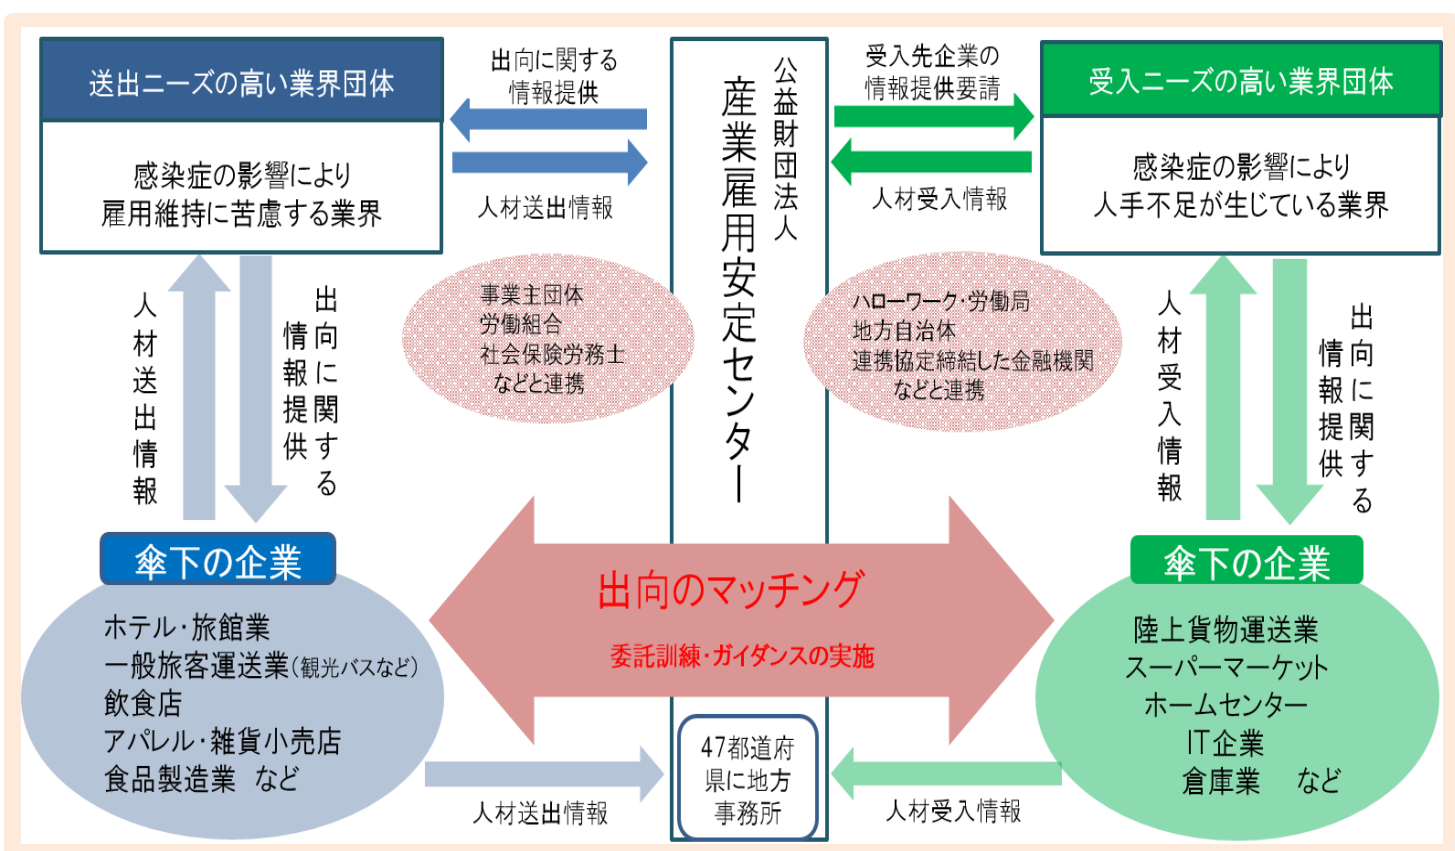 送出ニーズの高い業界団体
感染症の影響により
雇用維持に苦慮する業界
出向に関する
情報提供
人材送出情報
公益財団法人
産業雇用安定センター
受入先企業の
情報提供要請
人材受入情報
受入ニーズの高い業界団体
感染症の影響により
人手不足が生じている業界
事業主団体
労働組合
社会保険労務士
などと連携
ハローワーク・労働局
地方自治体
連携協定締結した金融機関
などと連携
人材送出情報
出向に関する
情報提供
人材受入情報
出向に関する
情報提供
傘下の企業
ホテル・旅館業
一般旅客運送業(観光バスなど)
飲食店
アパレル・雑貨小売店
食品製造業 など
出向のマッチング
委託訓練・ガイダンスの実施
傘下の企業
陸上貨物運送業
スーパーマーケット
ホームセンター
IT企業
倉庫業 など
人材送出情報
47都道府
県に地方
事務所
人材受入情報